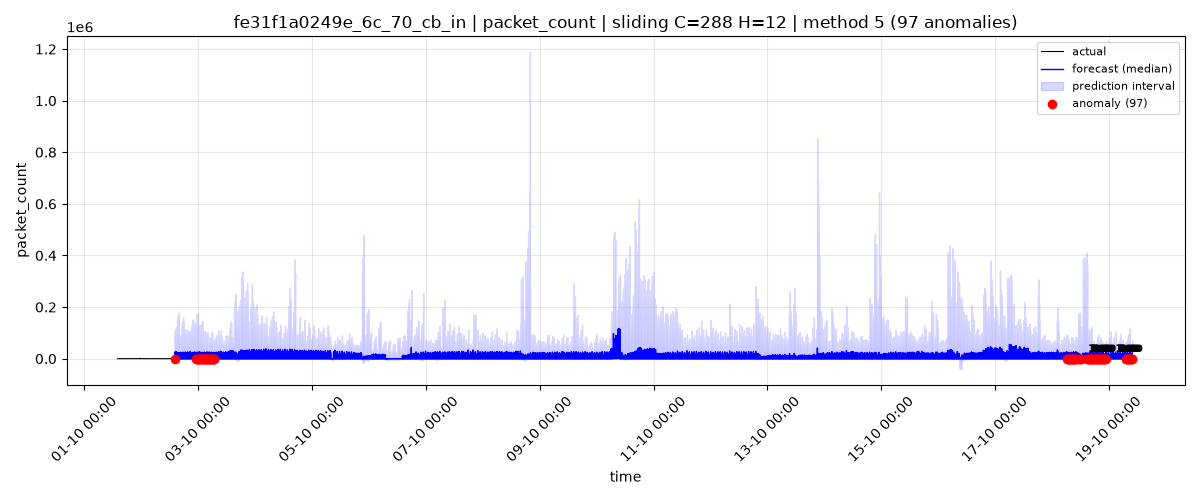 fe31f1a0249e_6c_70_cb_in | packet_count | sliding C=288 H=12 | method 5 (97 anomalies)
1e6
actual
forecast (median)
prediction interval
anomaly (97)
1.2
1.0
0.8
0.6
0.4
0.2
0.0
packet_count
01-10 00:00
03-10 00:00
05-10 00:00
07-10 00:00
09-10 00:00
11-10 00:00
13-10 00:00
15-10 00:00
17-10 00:00
19-10 00:00
time